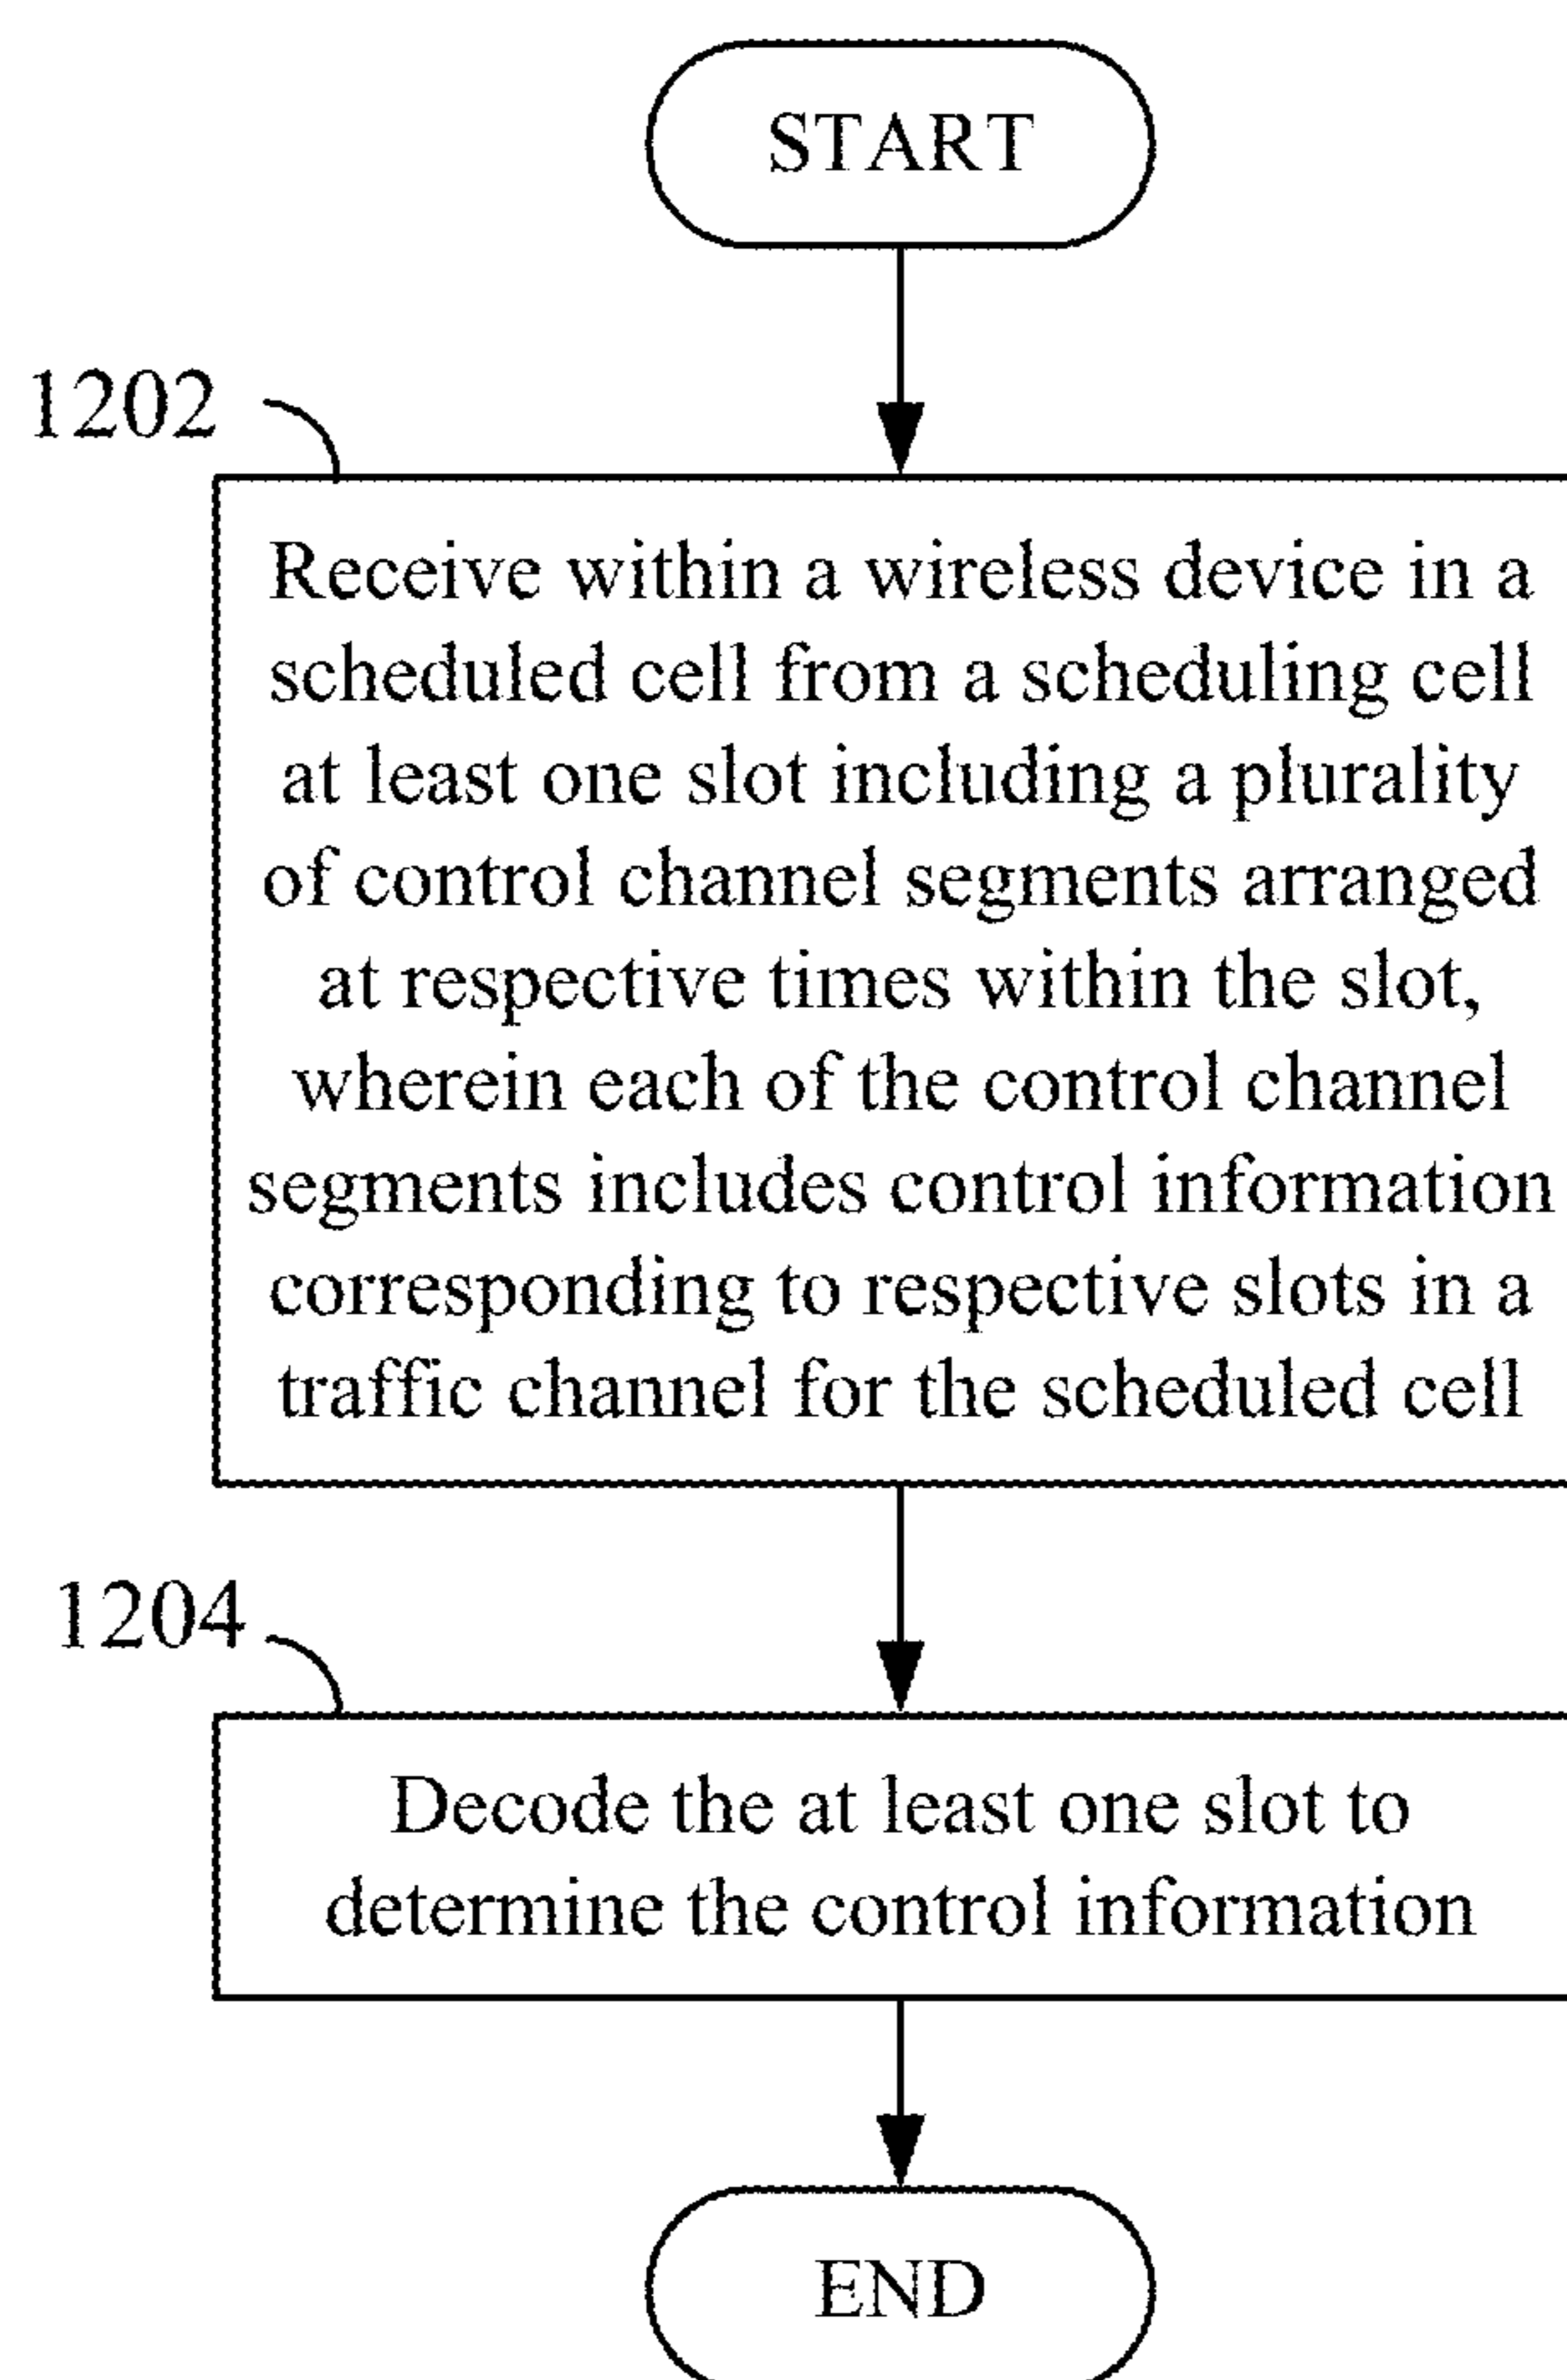 START
1202
Receive within a wireless device in a
scheduled cell from a scheduling cell
at least one slot including a plurality
of control channel segments arranged
at respective times within the slot,
wherein each of the control channel
segments includes control information
corresponding to respective slots in a
traffic channel for the scheduled cell
1204
Decode the at least one slot to
determine the control information
END